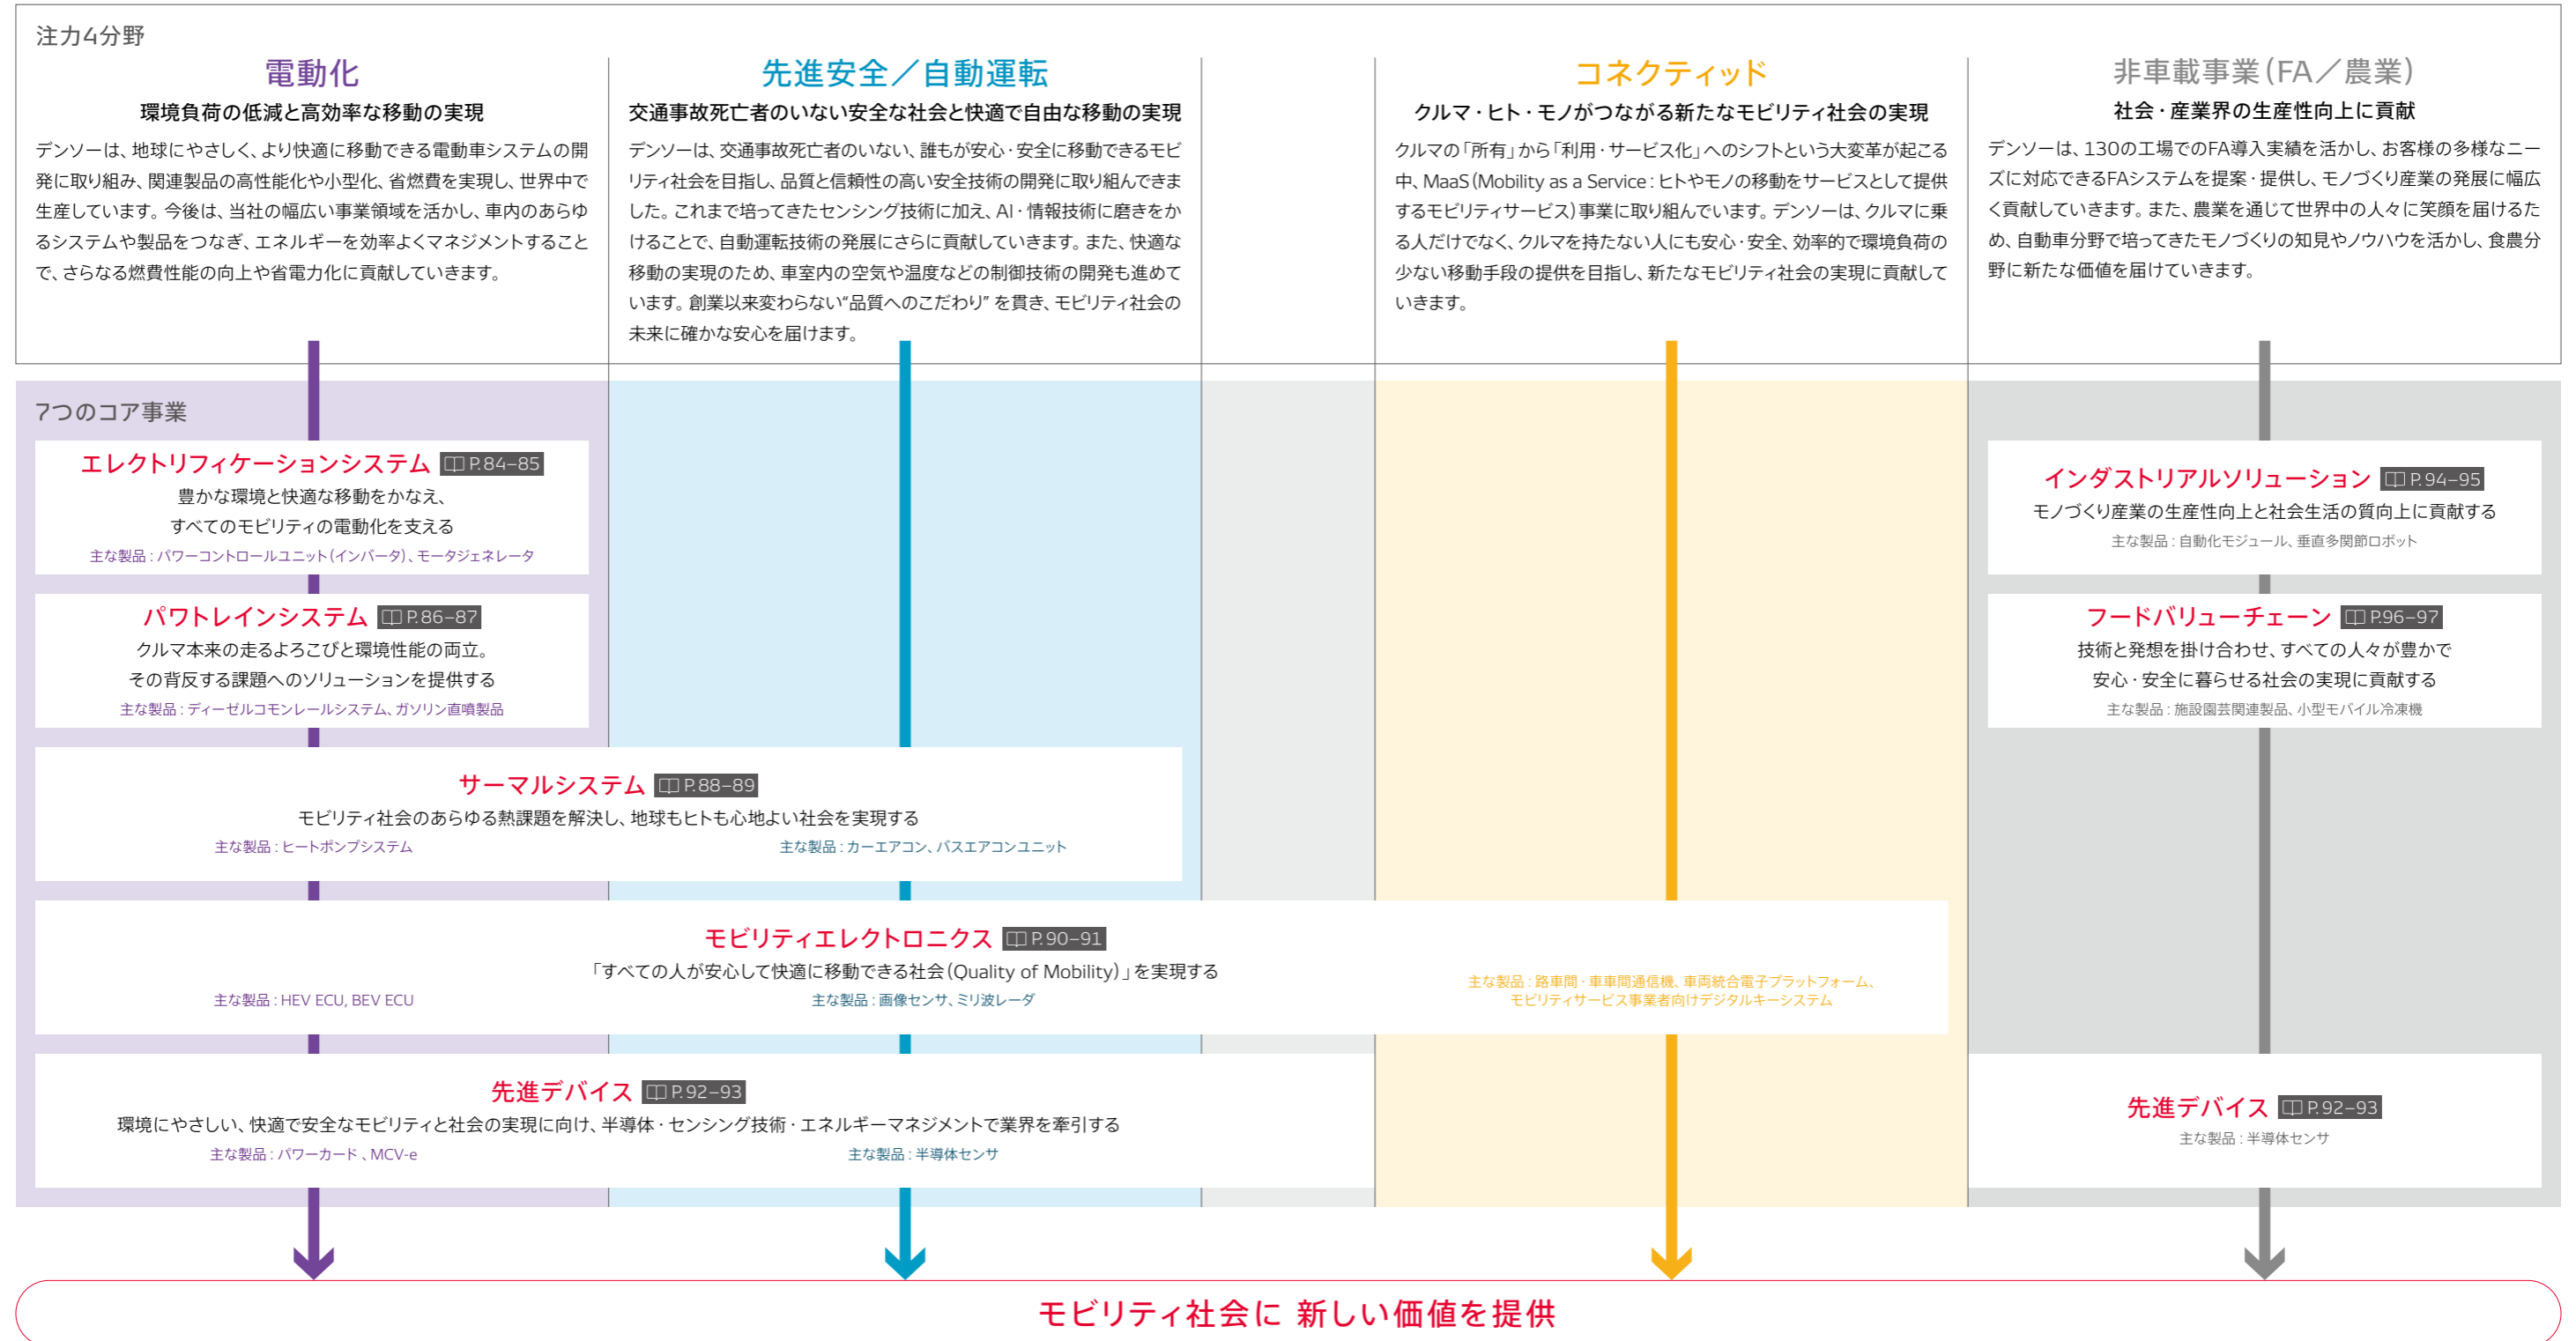 注力4分野
電動化
環境負荷の低減と高効率な移動の実現
デンソーは、地球にやさしく、より快適に移動できる電動車システムの開
発に取り組み、関連製品の高性能化や小型化、省燃費を実現し、世界中で
生産しています。今後は、当社の幅広い事業領域を活かし、車内のあらゆ
るシステムや製品をつなぎ、エネルギーを効率よくマネジメントすること
で、さらなる燃費性能の向上や省電力化に貢献していきます。
先進安全／自動運転
交通事故死亡者のいない安全な社会と快適で自由な移動の実現
デンソーは、交通事故死亡者のいない、誰もが安心・安全に移動できるモビ
リティ社会を目指し、品質と信頼性の高い安全技術の開発に取り組んできま
した。これまで培ってきたセンシング技術に加え、AI・情報技術に磨きをか
けることで、自動運転技術の発展にさらに貢献していきます。また、快適な
移動の実現のため、車室内の空気や温度などの制御技術の開発も進めて
います。創業以来変わらない“品質へのこだわり” を貫き、モビリティ社会の
未来に確かな安心を届けます。
コネクティッド
クルマ・ヒト・モノがつながる新たなモビリティ社会の実現
クルマの「所有」から「利用・サービス化」へのシフトという大変革が起こる
中、MaaS（Mobility as a Service：ヒトやモノの移動をサービスとして提供
するモビリティサービス）事業に取り組んでいます。デンソーは、クルマに乗
る人だけでなく、クルマを持たない人にも安心・安全、効率的で環境負荷の
少ない移動手段の提供を目指し、新たなモビリティ社会の実現に貢献して
いきます。
非車載事業（FA／農業）
社会・産業界の生産性向上に貢献
デンソーは、130の工場でのFA導入実績を活かし、お客様の多様なニー
ズに対応できるFAシステムを提案・提供し、モノづくり産業の発展に幅広
く貢献していきます。また、農業を通じて世界中の人々に笑顔を届けるた
め、自動車分野で培ってきたモノづくりの知見やノウハウを活かし、食農分
野に新たな価値を届けていきます。
7つのコア事業
エレクトリフィケーションシステム P.84–85
豊かな環境と快適な移動をかなえ、
すべてのモビリティの電動化を支える
主な製品：パワーコントロールユニット（インバータ）、モータジェネレータ
インダストリアルソリューション P.94–95
モノづくり産業の生産性向上と社会生活の質向上に貢献する
主な製品：自動化モジュール、垂直多関節ロボット
パワトレインシステム P.86–87
クルマ本来の走るよろこびと環境性能の両立。
その背反する課題へのソリューションを提供する
主な製品：ディーゼルコモンレールシステム、ガソリン直噴製品
フードバリューチェーン P.96–97
技術と発想を掛け合わせ、すべての人々が豊かで
安心・安全に暮らせる社会の実現に貢献する
主な製品：施設園芸関連製品、小型モバイル冷凍機
サーマルシステム P.88–89
モビリティ社会のあらゆる熱課題を解決し、地球もヒトも心地よい社会を実現する
主な製品：ヒートポンプシステム
主な製品：カーエアコン、バスエアコンユニット
モビリティエレクトロニクス P.90–91
「すべての人が安心して快適に移動できる社会（Quality of Mobility）」を実現する
主な製品：HEV ECU, BEV ECU
主な製品：画像センサ、ミリ波レーダ
主な製品：路車間・車車間通信機、車両統合電子プラットフォーム、
モビリティサービス事業者向けデジタルキーシステム
先進デバイス P.92–93
環境にやさしい、快適で安全なモビリティと社会の実現に向け、半導体・センシング技術・エネルギーマネジメントで業界を牽引する
主な製品：パワーカード 、MCV-e
主な製品：半導体センサ
先進デバイス P.92–93
主な製品：半導体センサ
モビリティ社会に 新しい価値を提供